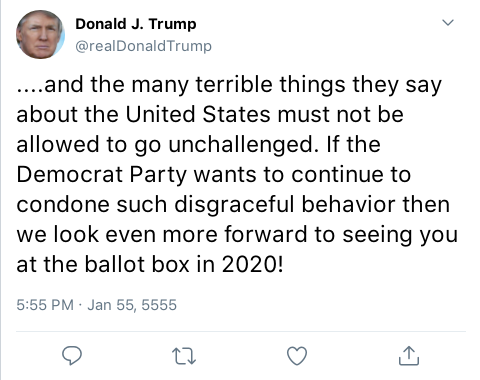 Donald J. Trump
@realDonaldTrump
....and the many terrible things they say
about the United States must not be
allowed to go unchallenged. If the
Democrat Party wants to continue to
condone such disgraceful behavior then
we look even more forward to seeing you
at the ballot box in 2020!
5:55 PM · Jan 55, 5555